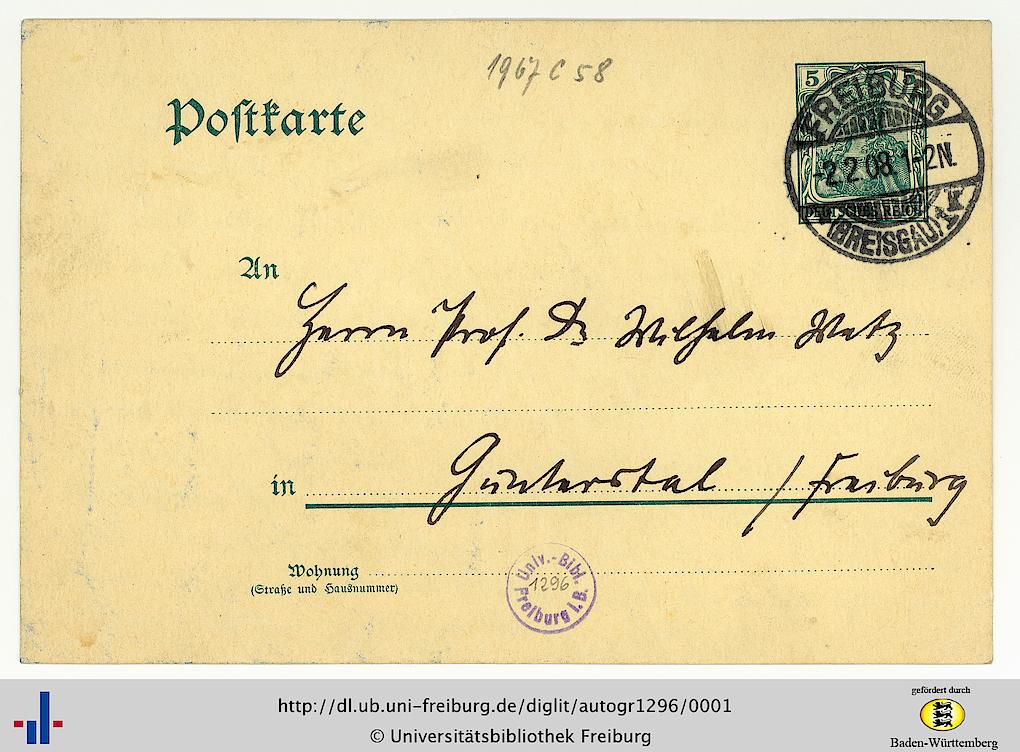 1967 C 58
Postkarte
5
FREIBURG
-2.2.08.1-2N.
(BREISGAU) 1
DEUTSCHES REICH
An
Herrn Prof. Dr Wilhelm Wetz
in Günterstal / Freiburg
Wohnung
(Straße und Hausnummer)
Univ.-Bibl.
1296
Freiburg i. B.
http://dl.ub.uni-freiburg.de/diglit/autogr1296/0001
© Universitätsbibliothek Freiburg
gefördert durch
Baden-Württemberg